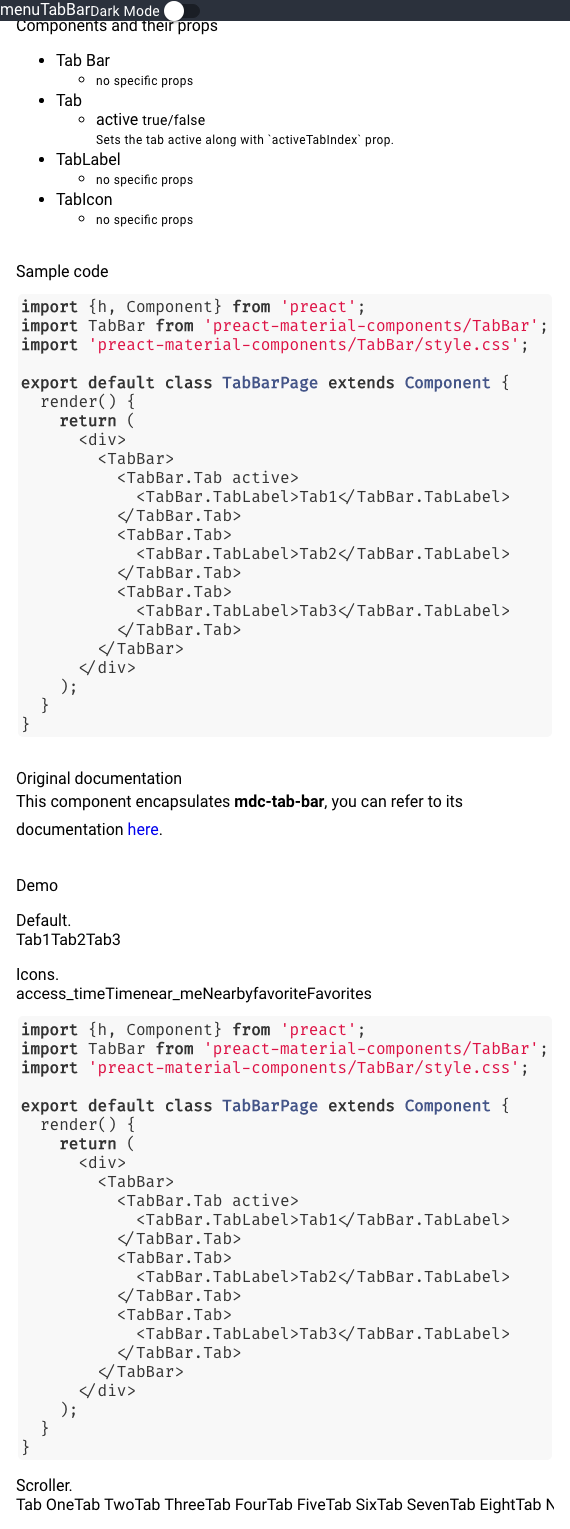 menuTabBarDark Mode
Components and their props
Tab Bar
no specific props
Tab
active true/false
Sets the tab active along with `activeTabIndex` prop.
TabLabel
no specific props
TabIcon
no specific props
Sample code
import {h, Component} from 'preact';
import TabBar from 'preact-material-components/TabBar';
import 'preact-material-components/TabBar/style.css';
export default class TabBarPage extends Component {
render() {
return (
<div>
<TabBar>
<TabBar.Tab active>
<TabBar.TabLabel>Tab1</TabBar.TabLabel>
</TabBar.Tab>
<TabBar.Tab>
<TabBar.TabLabel>Tab2</TabBar.TabLabel>
</TabBar.Tab>
<TabBar.Tab>
<TabBar.TabLabel>Tab3</TabBar.TabLabel>
</TabBar.Tab>
</TabBar>
</div>
);
}
}
Original documentation
This component encapsulates mdc-tab-bar, you can refer to its
documentation here.
Demo
Default.
Tab1Tab2Tab3
Icons.
access_timeTimenear_meNearbyfavoriteFavorites
import {h, Component} from 'preact';
import TabBar from 'preact-material-components/TabBar';
import 'preact-material-components/TabBar/style.css';
export default class TabBarPage extends Component {
render() {
return (
<div>
<TabBar>
<TabBar.Tab active>
<TabBar.TabLabel>Tab1</TabBar.TabLabel>
</TabBar.Tab>
<TabBar.Tab>
<TabBar.TabLabel>Tab2</TabBar.TabLabel>
</TabBar.Tab>
<TabBar.Tab>
<TabBar.TabLabel>Tab3</TabBar.TabLabel>
</TabBar.Tab>
</TabBar>
</div>
);
}
}
Scroller.
Tab OneTab TwoTab ThreeTab FourTab FiveTab SixTab SevenTab EightTab N